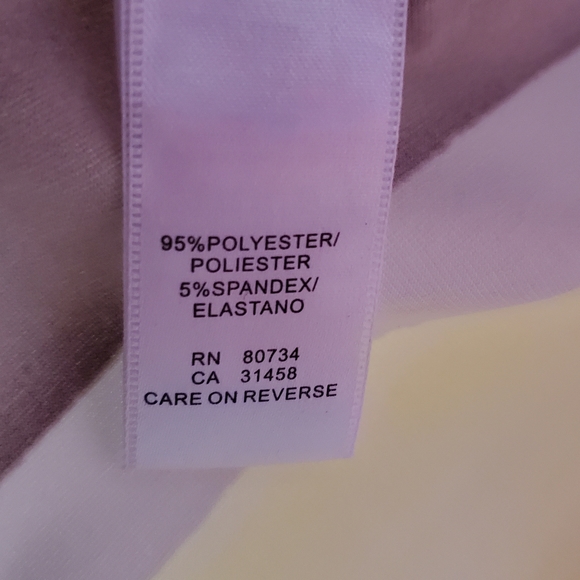 95%POLYESTER/
POLIESTER
5%SPANDEX/
ELASTANO
RN 80734
CA 31458
CARE ON REVERSE